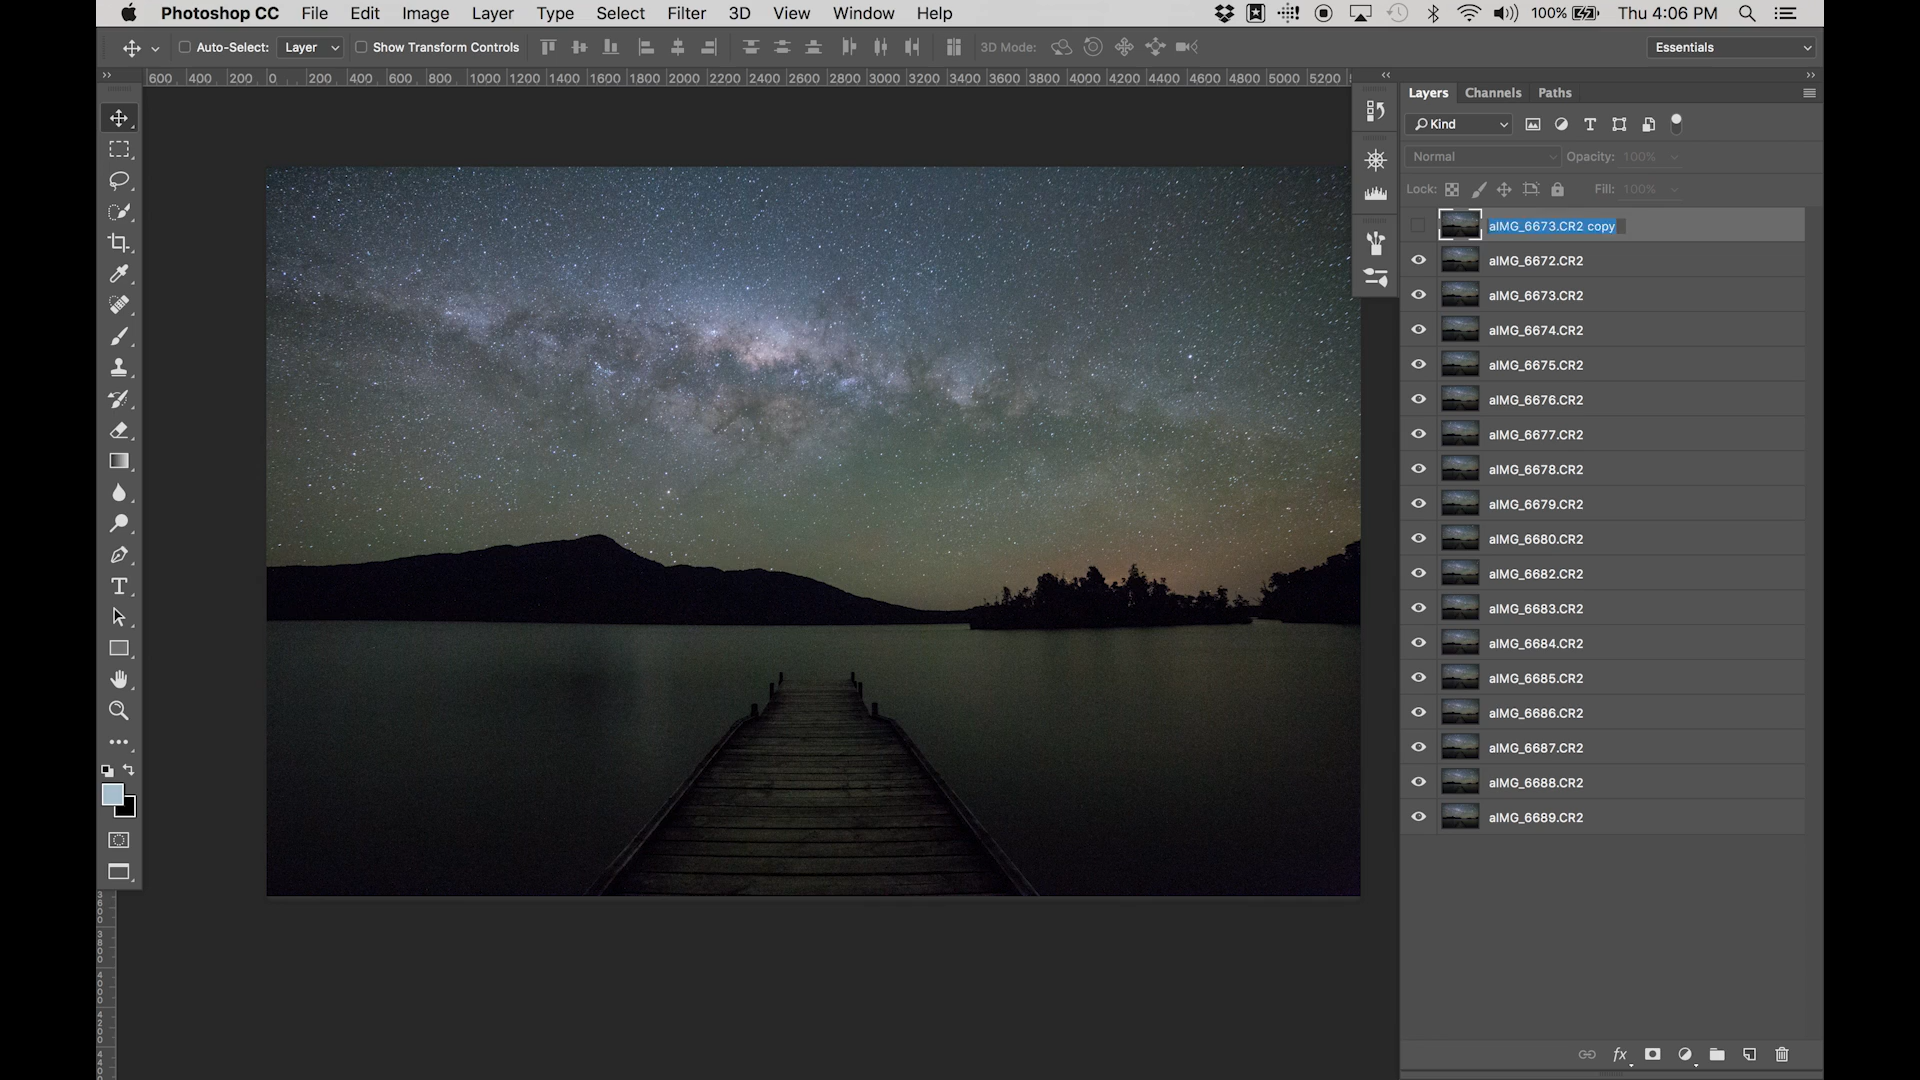 Photoshop CC File Edit Image Layer Type Select Filter 3D View Window Help 100% Thu 4:06 PM
Auto-Select: Layer Show Transform Controls 3D Mode: Essentials
600 400 200 0 200 400 600 800 1000 1200 1400 1600 1800 2000 2200 2400 2600 2800 3000 3200 3400 3600 3800 4000 4200 4400 4600 4800 5000 5200
Layers Channels Paths
Kind
Normal Opacity: 100%
Lock: Fill: 100%
aIMG_6673.CR2 copy
aIMG_6672.CR2
aIMG_6673.CR2
aIMG_6674.CR2
aIMG_6675.CR2
aIMG_6676.CR2
aIMG_6677.CR2
aIMG_6678.CR2
aIMG_6679.CR2
aIMG_6680.CR2
aIMG_6682.CR2
aIMG_6683.CR2
aIMG_6684.CR2
aIMG_6685.CR2
aIMG_6686.CR2
aIMG_6687.CR2
aIMG_6688.CR2
aIMG_6689.CR2
3600
3800
4000
4200
fx